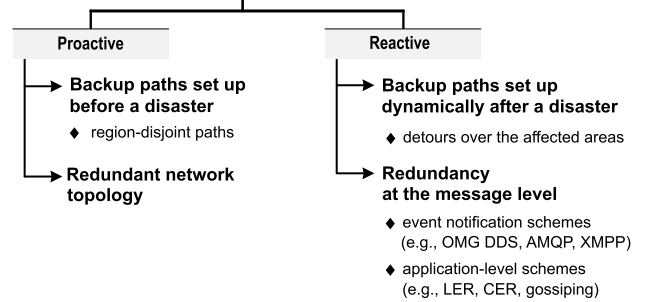 Proactive
Backup paths set up
before a disaster
♦ region-disjoint paths
Redundant network
topology
Reactive
Backup paths set up
dynamically after a disaster
♦ detours over the affected areas
Redundancy
at the message level
♦ event notification schemes
(e.g., OMG DDS, AMQP, XMPP)
♦ application-level schemes
(e.g., LER, CER, gossiping)